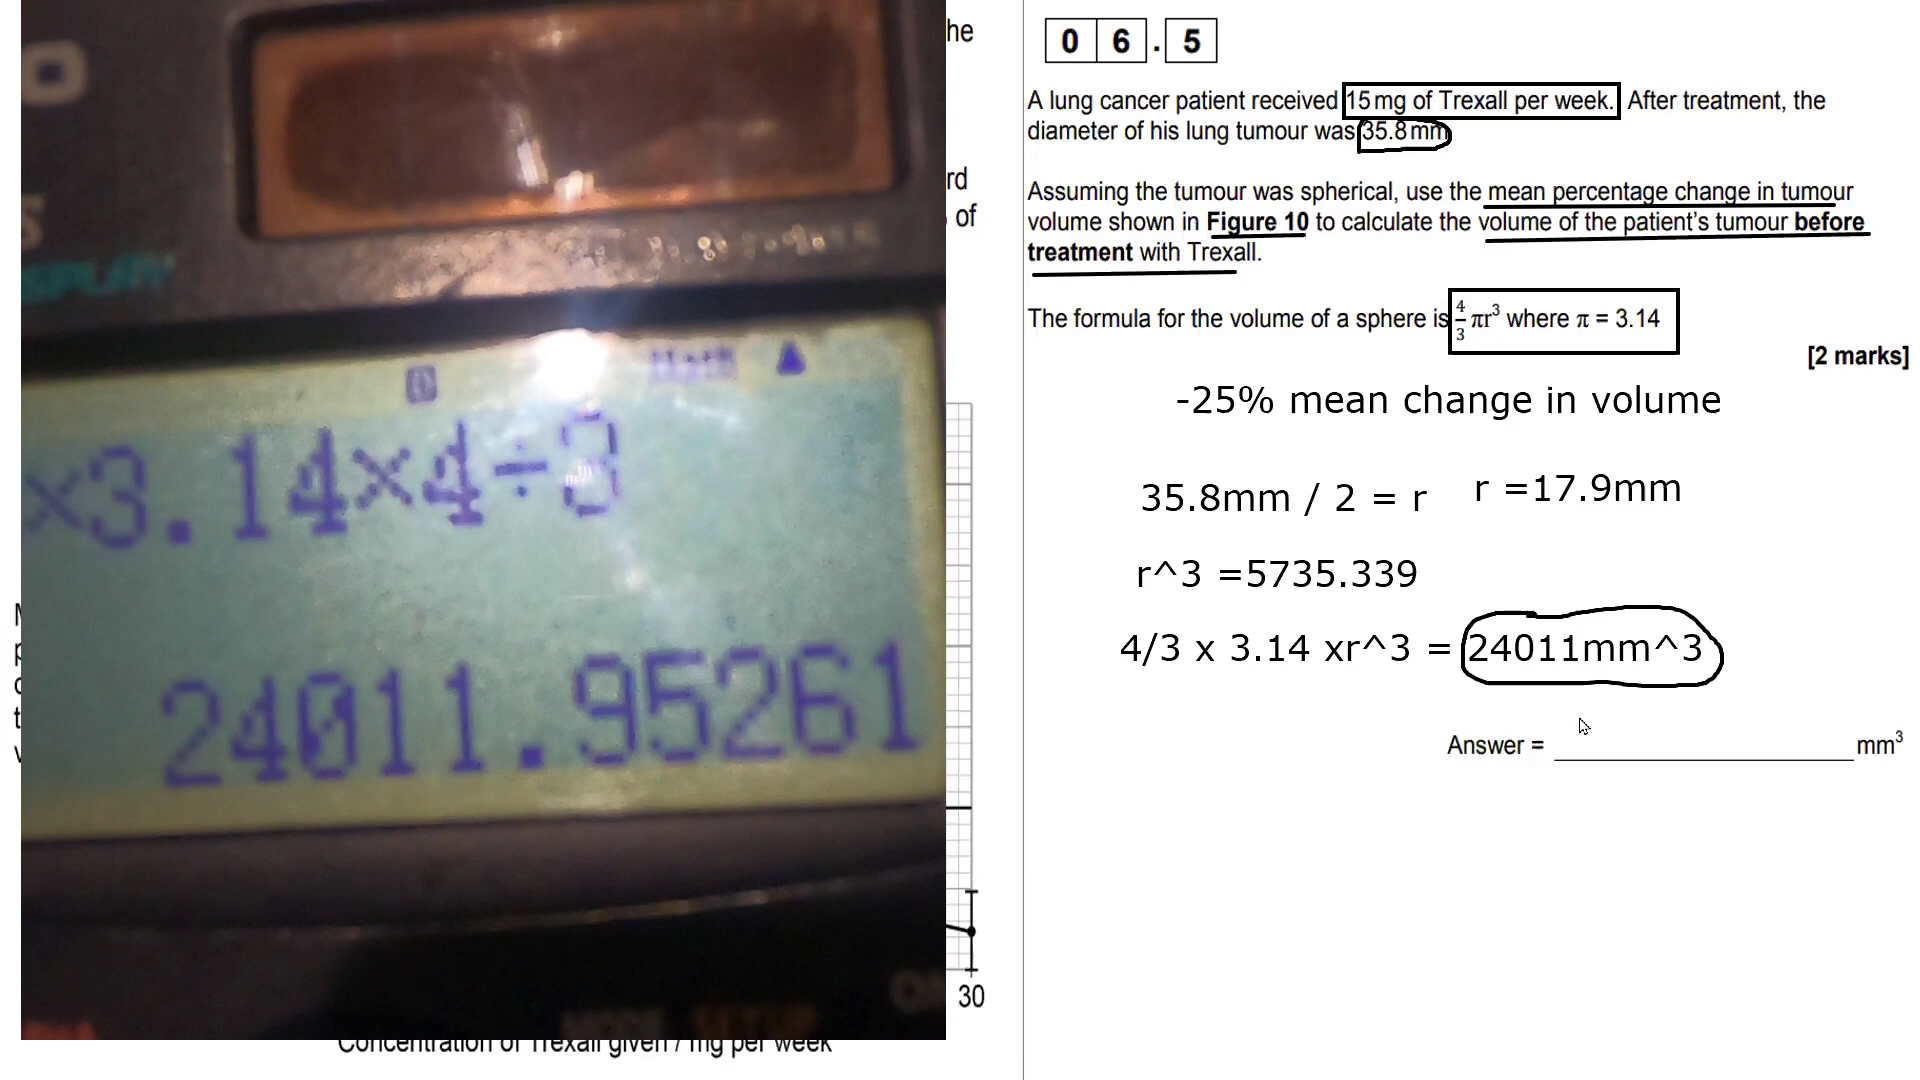 he
rd
of
S
DISPLAY
Math
×3.14×4÷3
24011.95261
30
Concentration of Trexall given / mg per week
0 6 . 5
A lung cancer patient received 15 mg of Trexall per week. After treatment, the
diameter of his lung tumour was 35.8 mm
Assuming the tumour was spherical, use the mean percentage change in tumour
volume shown in Figure 10 to calculate the volume of the patient's tumour before
treatment with Trexall.
The formula for the volume of a sphere is 4/3 πr³ where π = 3.14
[2 marks]
-25% mean change in volume
35.8mm / 2 = r r =17.9mm
r^3 =5735.339
4/3 x 3.14 xr^3 = 24011mm^3
Answer = mm³